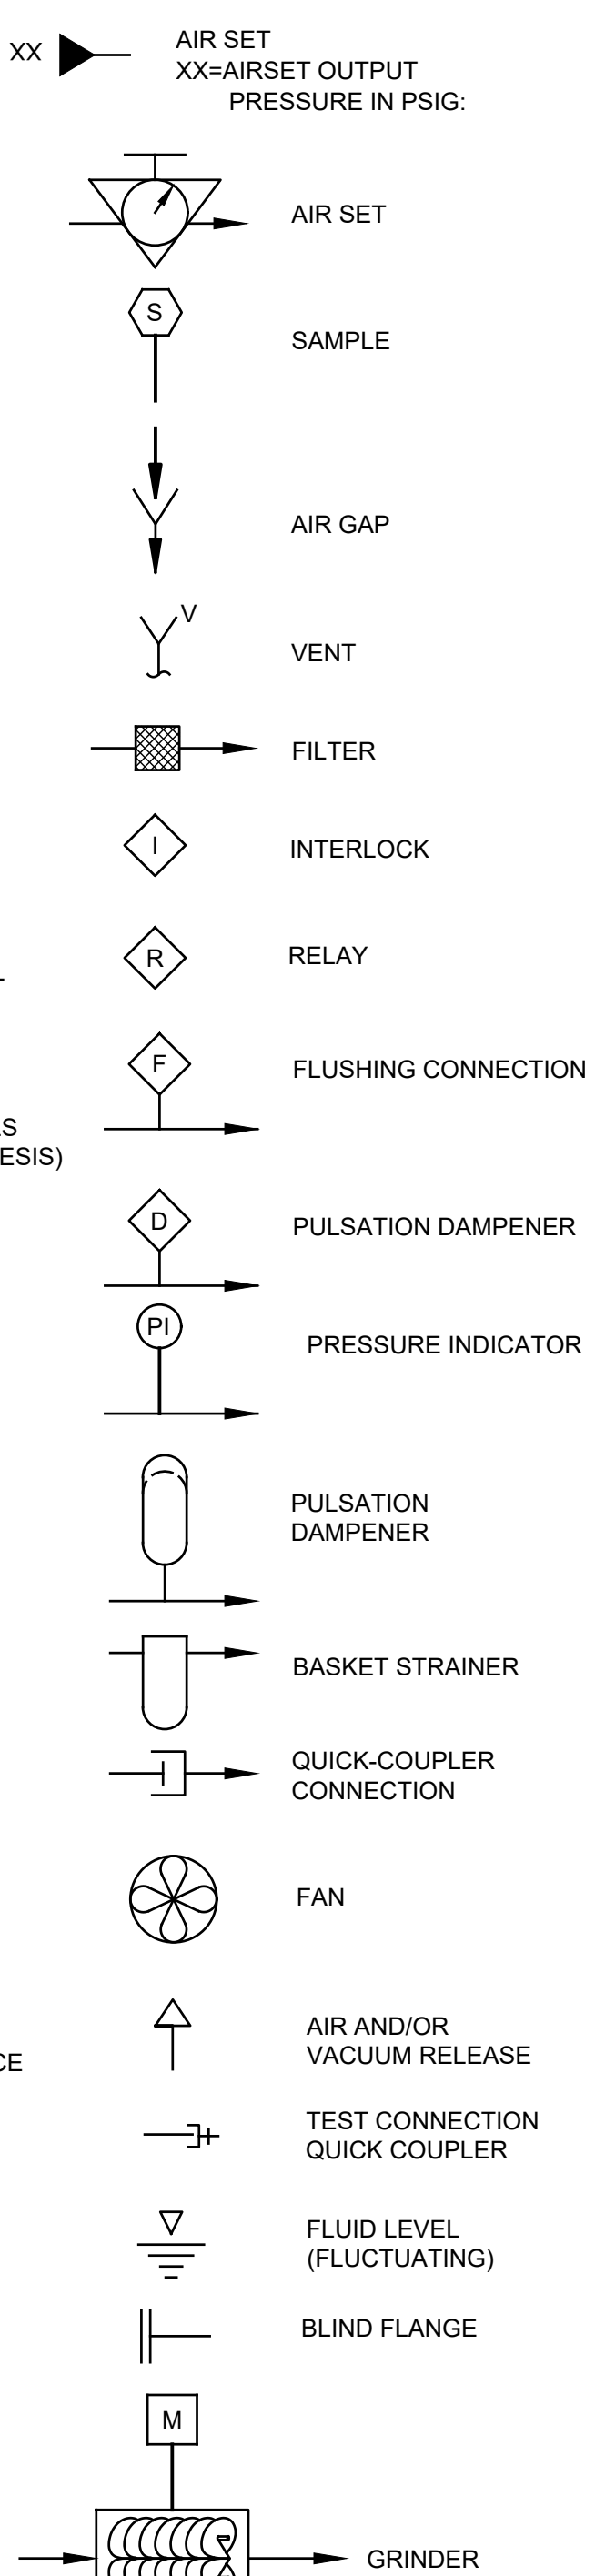 XX
AIR SET
XX=AIRSET OUTPUT
PRESSURE IN PSIG:
AIR SET
S
SAMPLE
AIR GAP
V
VENT
FILTER
I
INTERLOCK
R
RELAY
F
FLUSHING CONNECTION
ESIS)
D
PULSATION DAMPENER
PI
PRESSURE INDICATOR
PULSATION
DAMPENER
BASKET STRAINER
QUICK-COUPLER
CONNECTION
FAN
AIR AND/OR
VACUUM RELEASE
CE
TEST CONNECTION
QUICK COUPLER
FLUID LEVEL
(FLUCTUATING)
BLIND FLANGE
M
GRINDER